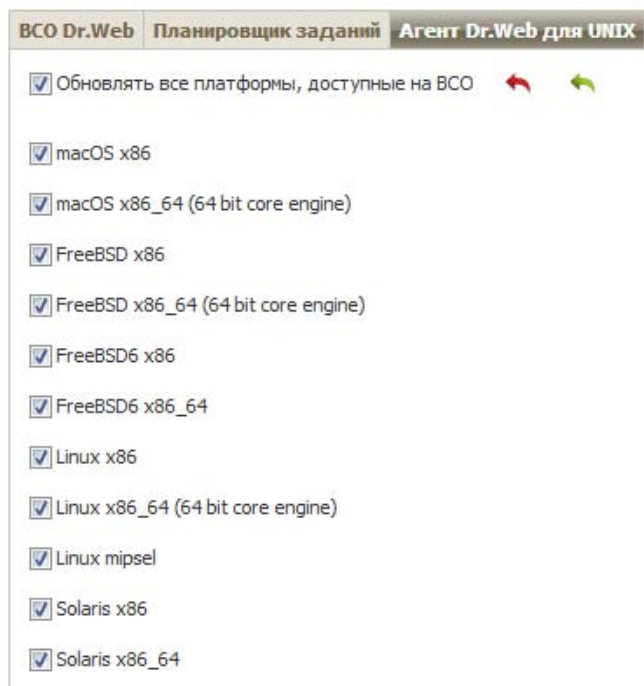 ВСО Dr.Web Планировщик заданий Агент Dr.Web для UNIX
Обновлять все платформы, доступные на ВСО
macOS x86
macOS x86_64 (64 bit core engine)
FreeBSD x86
FreeBSD x86_64 (64 bit core engine)
FreeBSD6 x86
FreeBSD6 x86_64
Linux x86
Linux x86_64 (64 bit core engine)
Linux mipsel
Solaris x86
Solaris x86_64